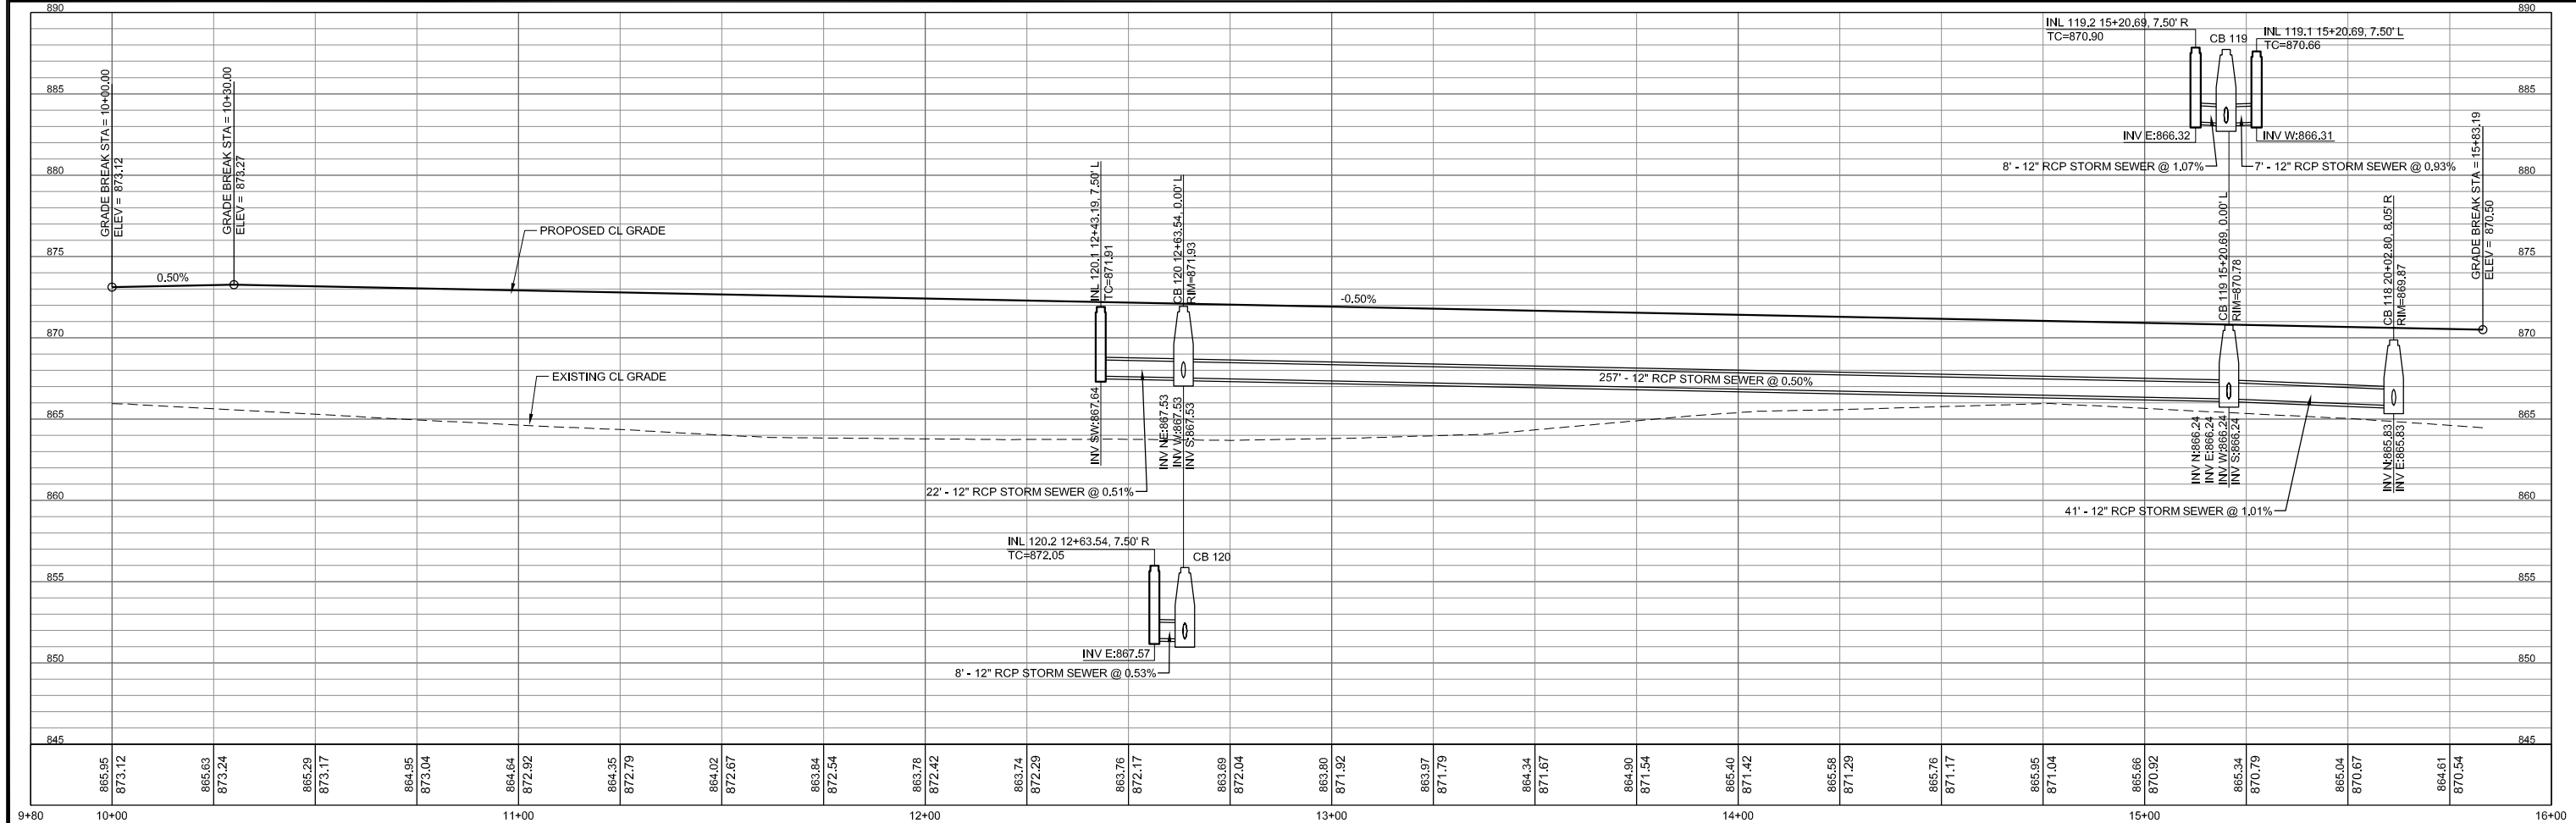 890
890
885
885
880
880
875
875
870
870
865
865
860
860
855
855
850
850
845
845
GRADE BREAK STA = 10+00.00
ELEV = 873.12
GRADE BREAK STA = 10+30.00
ELEV = 873.27
0.50%
PROPOSED CL GRADE
EXISTING CL GRADE
INL 120.1 12+43.19, 7.50' L
TC=871.91
CB 120 12+63.54, 0.00' L
RIM=871.93
INV SW:867.64
INV NE:867.53
INV W:867.53
INV S:867.53
22' - 12" RCP STORM SEWER @ 0.51%
INL 120.2 12+63.54, 7.50' R
TC=872.05
CB 120
INV E:867.57
8' - 12" RCP STORM SEWER @ 0.53%
-0.50%
257' - 12" RCP STORM SEWER @ 0.50%
INL 119.2 15+20.69, 7.50' R
TC=870.90
CB 119
INL 119.1 15+20.69, 7.50' L
TC=870.66
INV E:866.32
INV W:866.31
8' - 12" RCP STORM SEWER @ 1.07%
7' - 12" RCP STORM SEWER @ 0.93%
CB 119 15+20.69, 0.00' L
RIM=870.78
INV N:866.24
INV E:866.24
INV W:866.24
INV S:866.24
CB 118 20+02.80, 8.05' R
RIM=869.87
INV N:865.83
INV E:865.83
41' - 12" RCP STORM SEWER @ 1.01%
GRADE BREAK STA = 15+83.19
ELEV = 870.50
865.95
873.12
865.63
873.24
865.29
873.17
864.95
873.04
864.64
872.92
864.35
872.79
864.02
872.67
863.84
872.54
863.78
872.42
863.74
872.29
863.76
872.17
863.69
872.04
863.80
871.92
863.97
871.79
864.34
871.67
864.90
871.54
865.40
871.42
865.58
871.29
865.76
871.17
865.95
871.04
865.66
870.92
865.34
870.79
865.04
870.67
864.61
870.54
9+80
10+00
11+00
12+00
13+00
14+00
15+00
16+00